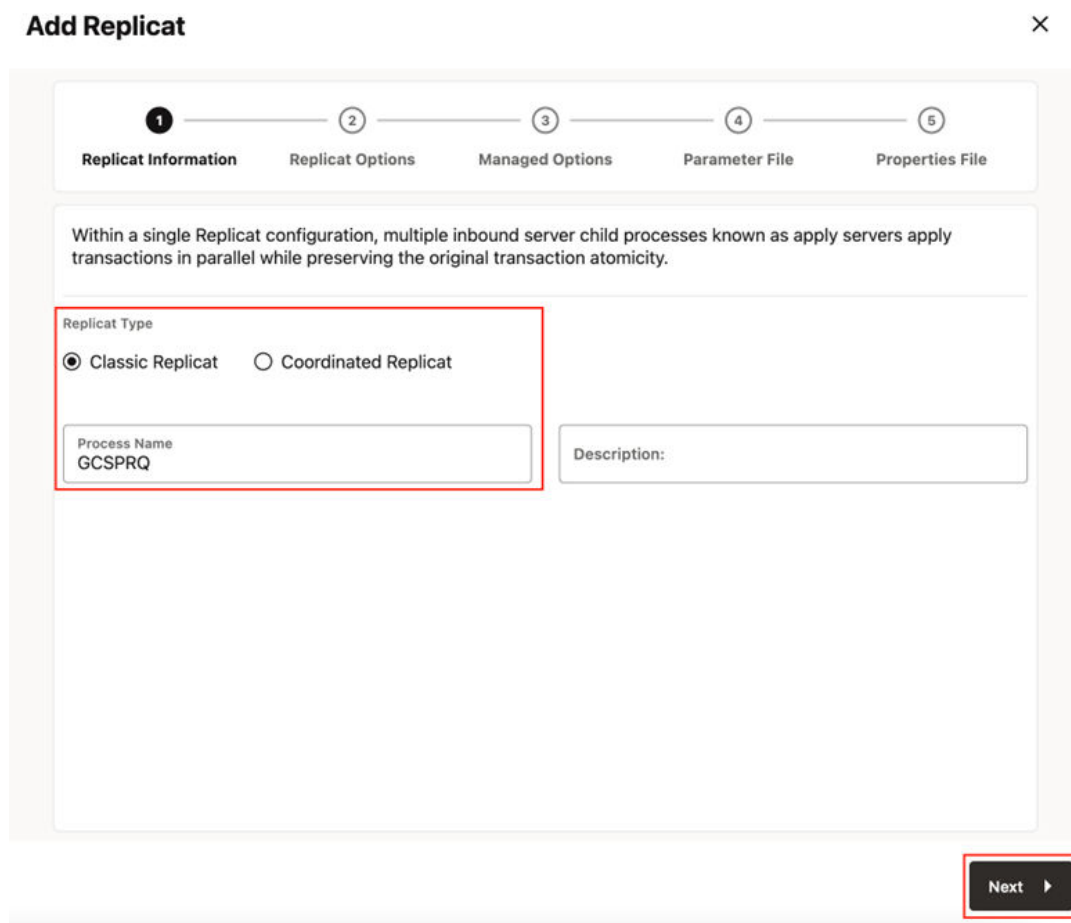 Add Replicat
1
2
3
4
5
Replicat Information
Replicat Options
Managed Options
Parameter File
Properties File
Within a single Replicat configuration, multiple inbound server child processes known as apply servers apply
transactions in parallel while preserving the original transaction atomicity.
Replicat Type
Classic Replicat
Coordinated Replicat
Process Name
GCSPRQ
Description:
Next